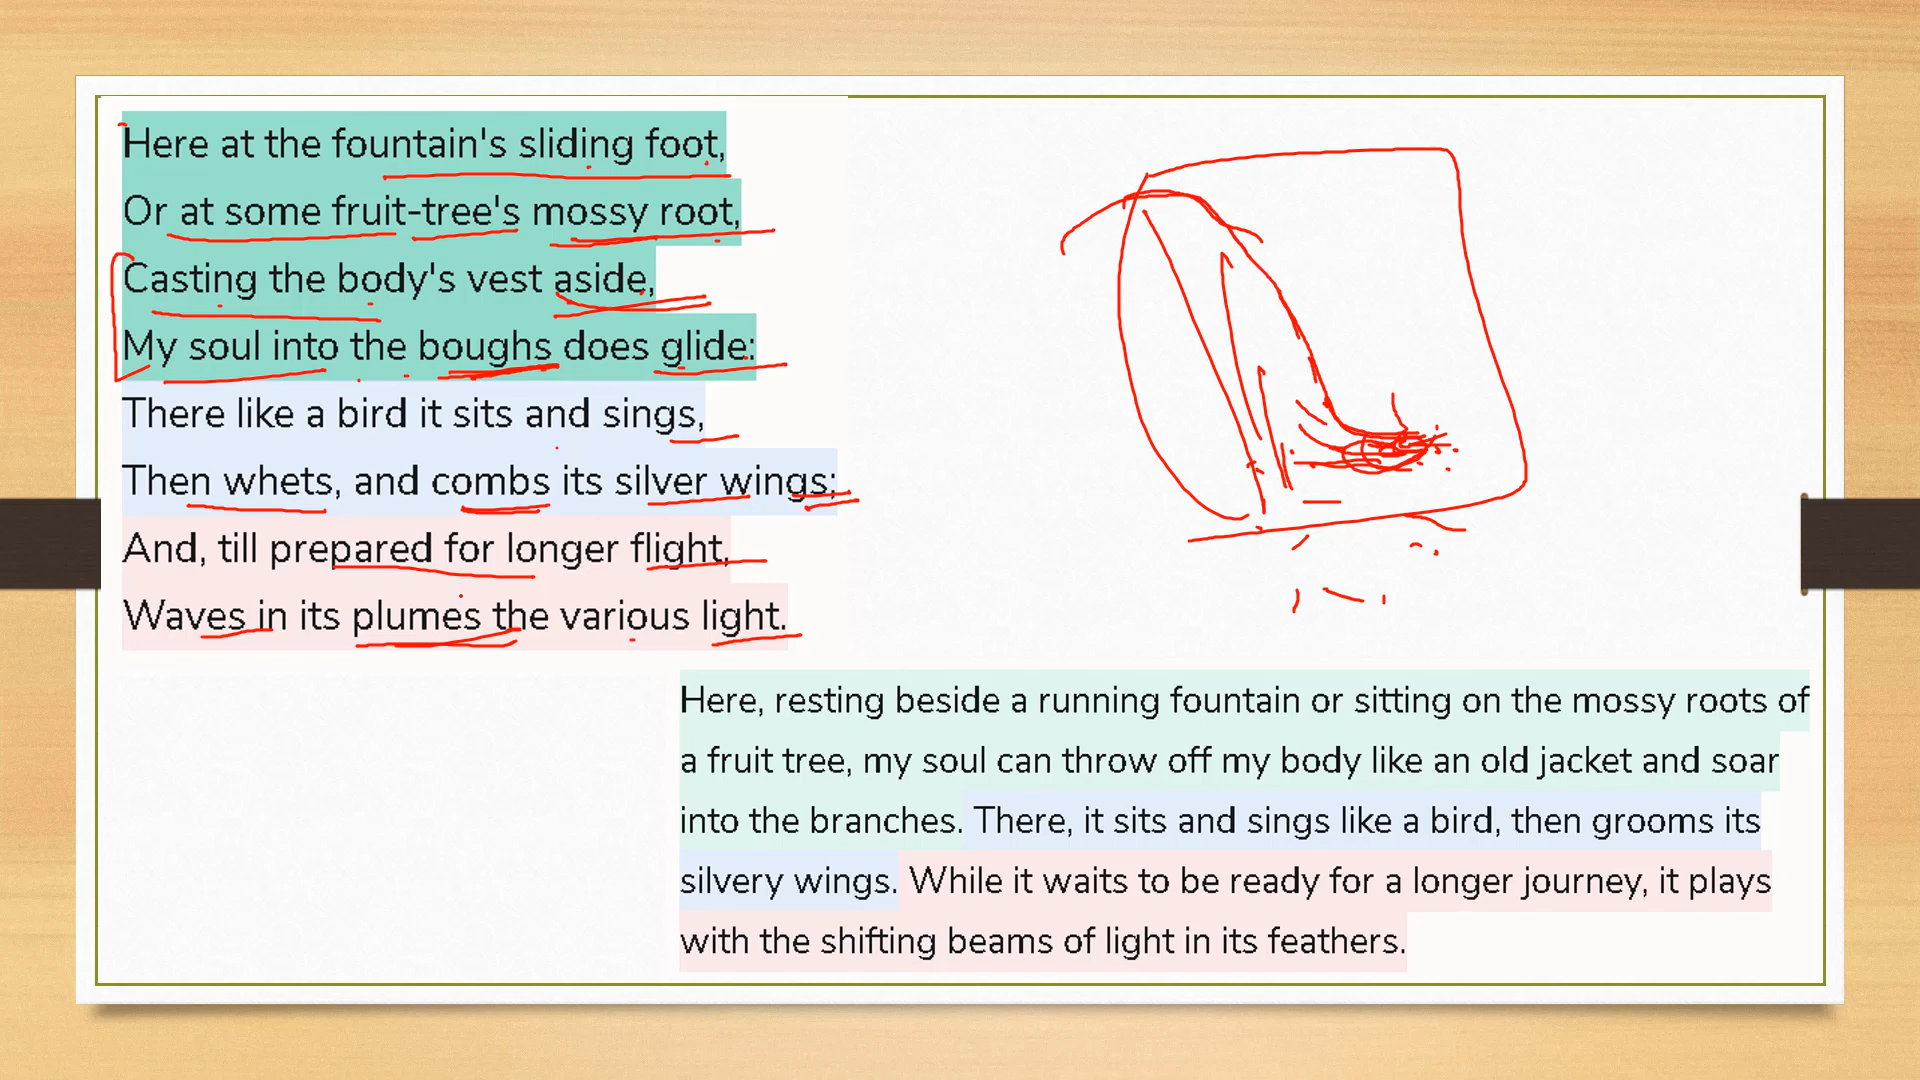 Here at the fountain's sliding foot,
Or at some fruit-tree's mossy root,
Casting the body's vest aside,
My soul into the boughs does glide:
There like a bird it sits and sings,
Then whets, and combs its silver wings;
And, till prepared for longer flight,
Waves in its plumes the various light.
Here, resting beside a running fountain or sitting on the mossy roots of
a fruit tree, my soul can throw off my body like an old jacket and soar
into the branches. There, it sits and sings like a bird, then grooms its
silvery wings. While it waits to be ready for a longer journey, it plays
with the shifting beams of light in its feathers.